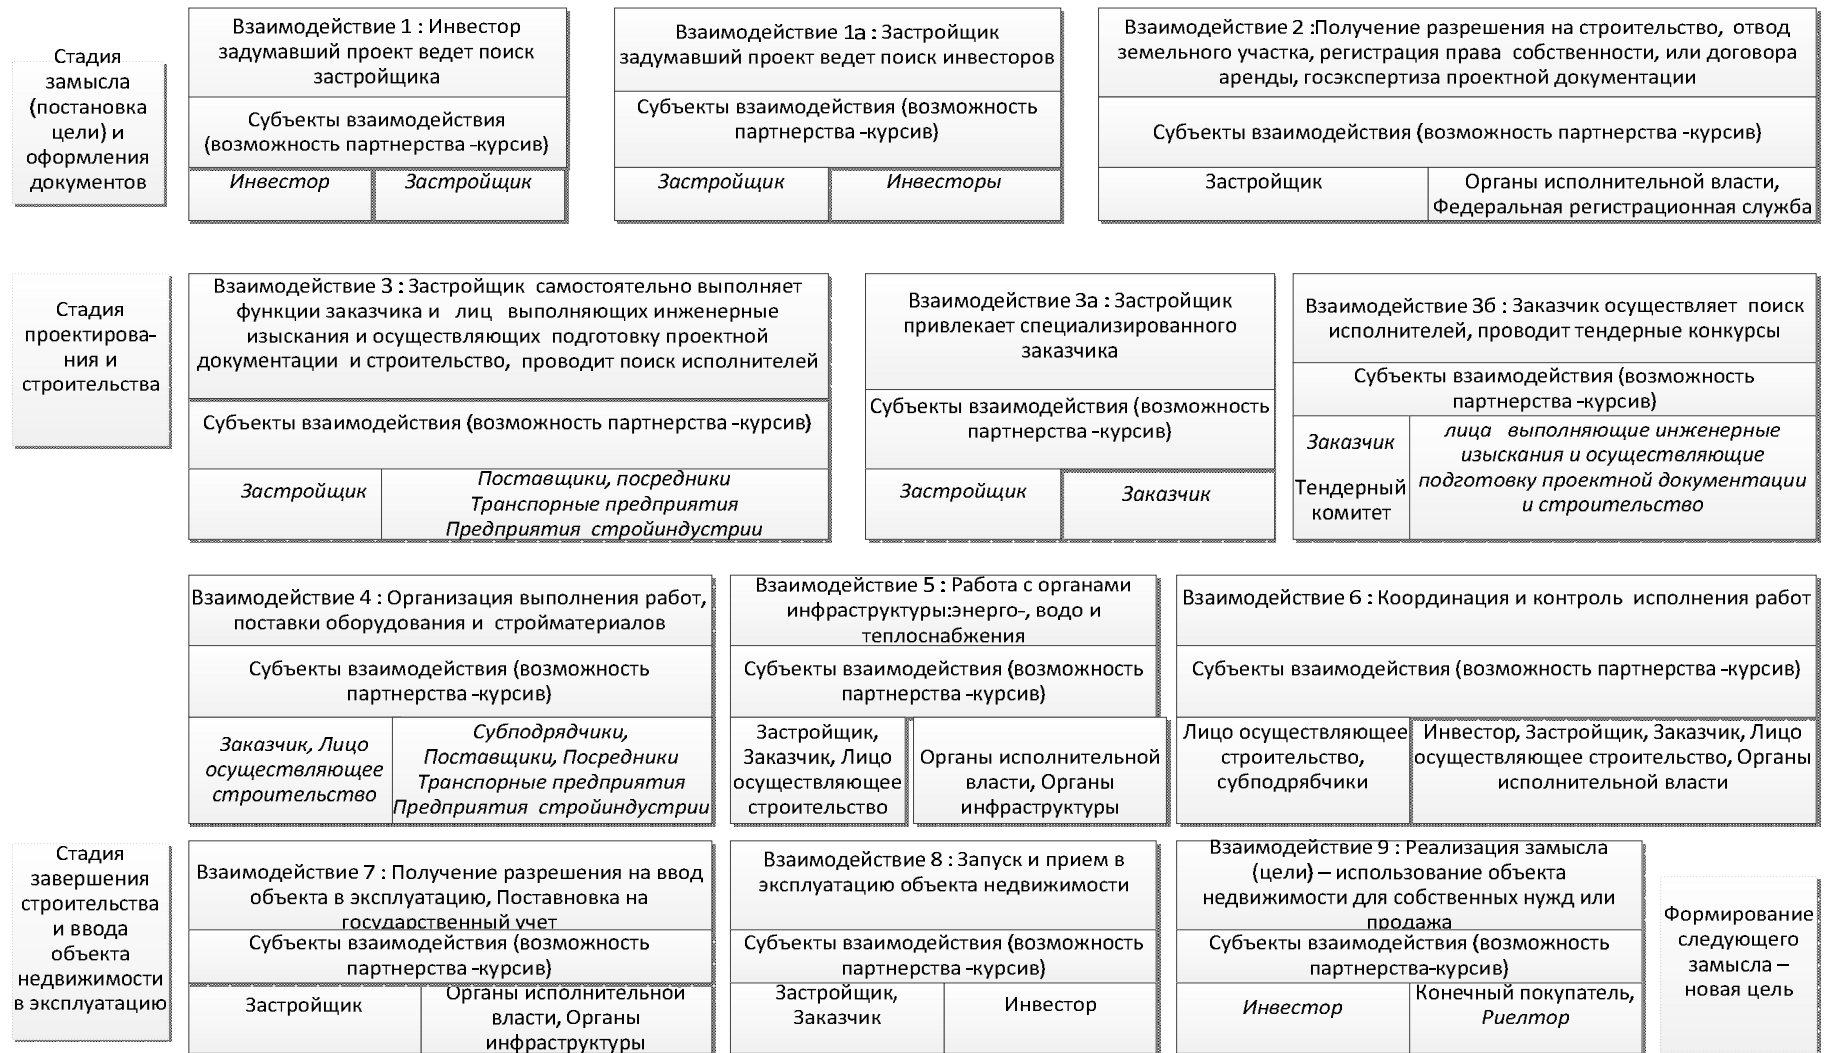 Стадия
замысла
(постановка
цели) и
оформления
документов
Взаимодействие 1 : Инвестор
задумавший проект ведет поиск
застройщика
Субъекты взаимодействия
(возможность партнерства -курсив)
Инвестор
Застройщик
Взаимодействие 1а : Застройщик
задумавший проект ведет поиск инвесторов
Субъекты взаимодействия (возможность
партнерства -курсив)
Застройщик
Инвесторы
Взаимодействие 2 :Получение разрешения на строительство, отвод
земельного участка, регистрация права собственности, или договора
аренды, госэкспертиза проектной документации
Субъекты взаимодействия (возможность партнерства -курсив)
Застройщик
Органы исполнительной власти,
Федеральная регистрационная служба
Стадия
проектирова-
ния и
строительства
Взаимодействие 3 : Застройщик самостоятельно выполняет
функции заказчика и лиц выполняющих инженерные
изыскания и осуществляющих подготовку проектной
документации и строительство, проводит поиск исполнителей
Субъекты взаимодействия (возможность партнерства -курсив)
Застройщик
Поставщики, посредники
Транспорные предприятия
Предприятия стройиндустрии
Взаимодействие 3а : Застройщик
привлекает специализированного
заказчика
Субъекты взаимодействия (возможность
партнерства -курсив)
Застройщик
Заказчик
Взаимодействие 3б : Заказчик осуществляет поиск
исполнителей, проводит тендерные конкурсы
Субъекты взаимодействия (возможность
партнерства -курсив)
Заказчик
Тендерный
комитет
лица выполняющие инженерные
изыскания и осуществляющие
подготовку проектной документации
и строительство
Взаимодействие 4 : Организация выполнения работ,
поставки оборудования и стройматериалов
Субъекты взаимодействия (возможность
партнерства -курсив)
Заказчик, Лицо
осуществляющее
строительство
Субподрядчики,
Поставщики, Посредники
Транспорные предприятия
Предприятия стройиндустрии
Взаимодействие 5 : Работа с органами
инфраструктуры:энерго-, водо и
теплоснабжения
Субъекты взаимодействия (возможность
партнерства -курсив)
Застройщик,
Заказчик, Лицо
осуществляющее
строительство
Органы исполнительной
власти, Органы
инфраструктуры
Взаимодействие 6 : Координация и контроль исполнения работ
Субъекты взаимодействия (возможность партнерства -курсив)
Лицо осуществляющее
строительство,
субподрябчики
Инвестор, Застройщик, Заказчик, Лицо
осуществляющее строительство, Органы
исполнительной власти
Стадия
завершения
строительства
и ввода
объекта
недвижимости
в эксплуатацию
Взаимодействие 7 : Получение разрешения на ввод
объекта в эксплуатацию, Поставновка на
государственный учет
Субъекты взаимодействия (возможность
партнерства -курсив)
Застройщик
Органы исполнительной
власти, Органы
инфраструктуры
Взаимодействие 8 : Запуск и прием в
эксплуатацию объекта недвижимости
Субъекты взаимодействия (возможность
партнерства -курсив)
Застройщик,
Заказчик
Инвестор
Взаимодействие 9 : Реализация замысла
(цели) – использование объекта
недвижимости для собственных нужд или
продажа
Субъекты взаимодействия (возможность
партнерства-курсив)
Инвестор
Конечный покупатель,
Риелтор
Формирование
следующего
замысла –
новая цель